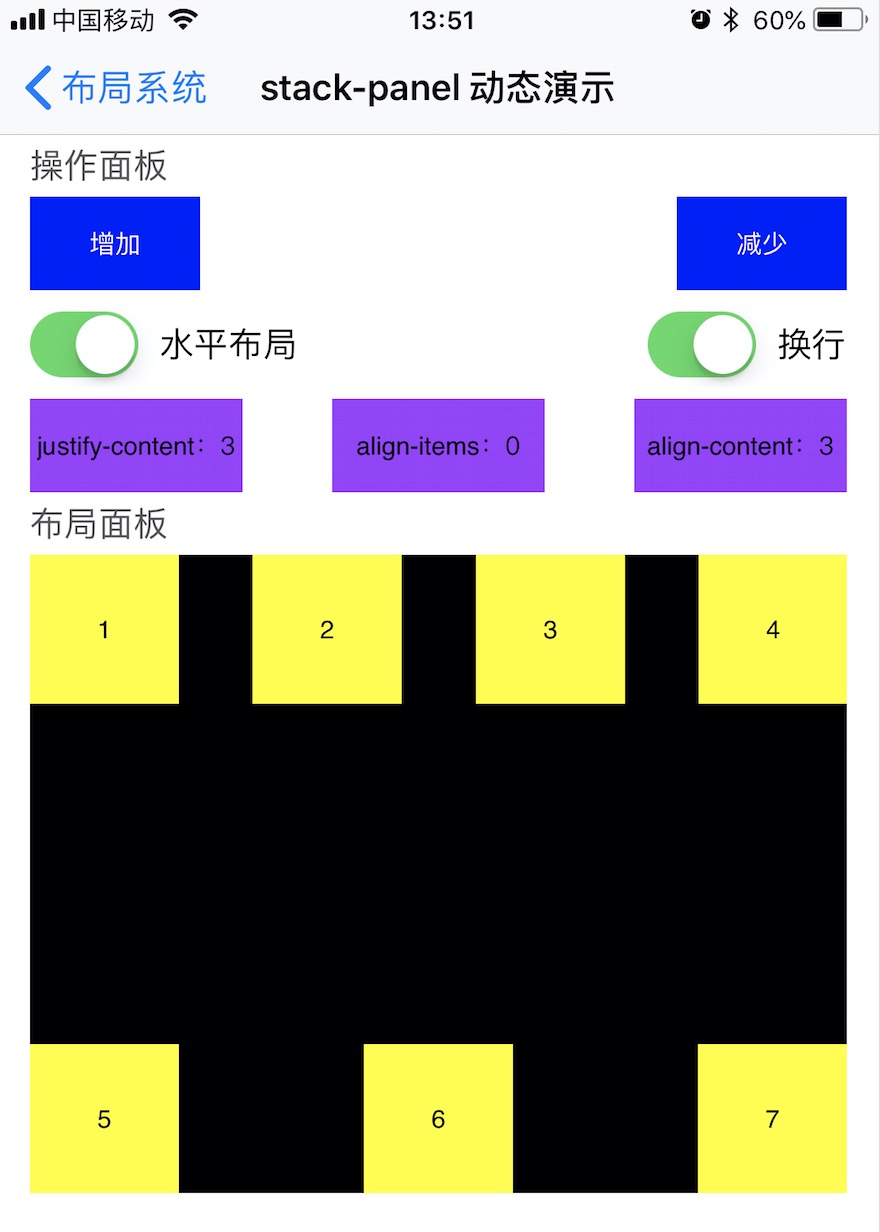 中国移动 13:51 60%
布局系统 stack-panel 动态演示
操作面板
增加 减少
水平布局 换行
justify-content：3 align-items：0 align-content：3
布局面板
1 2 3 4
5 6 7